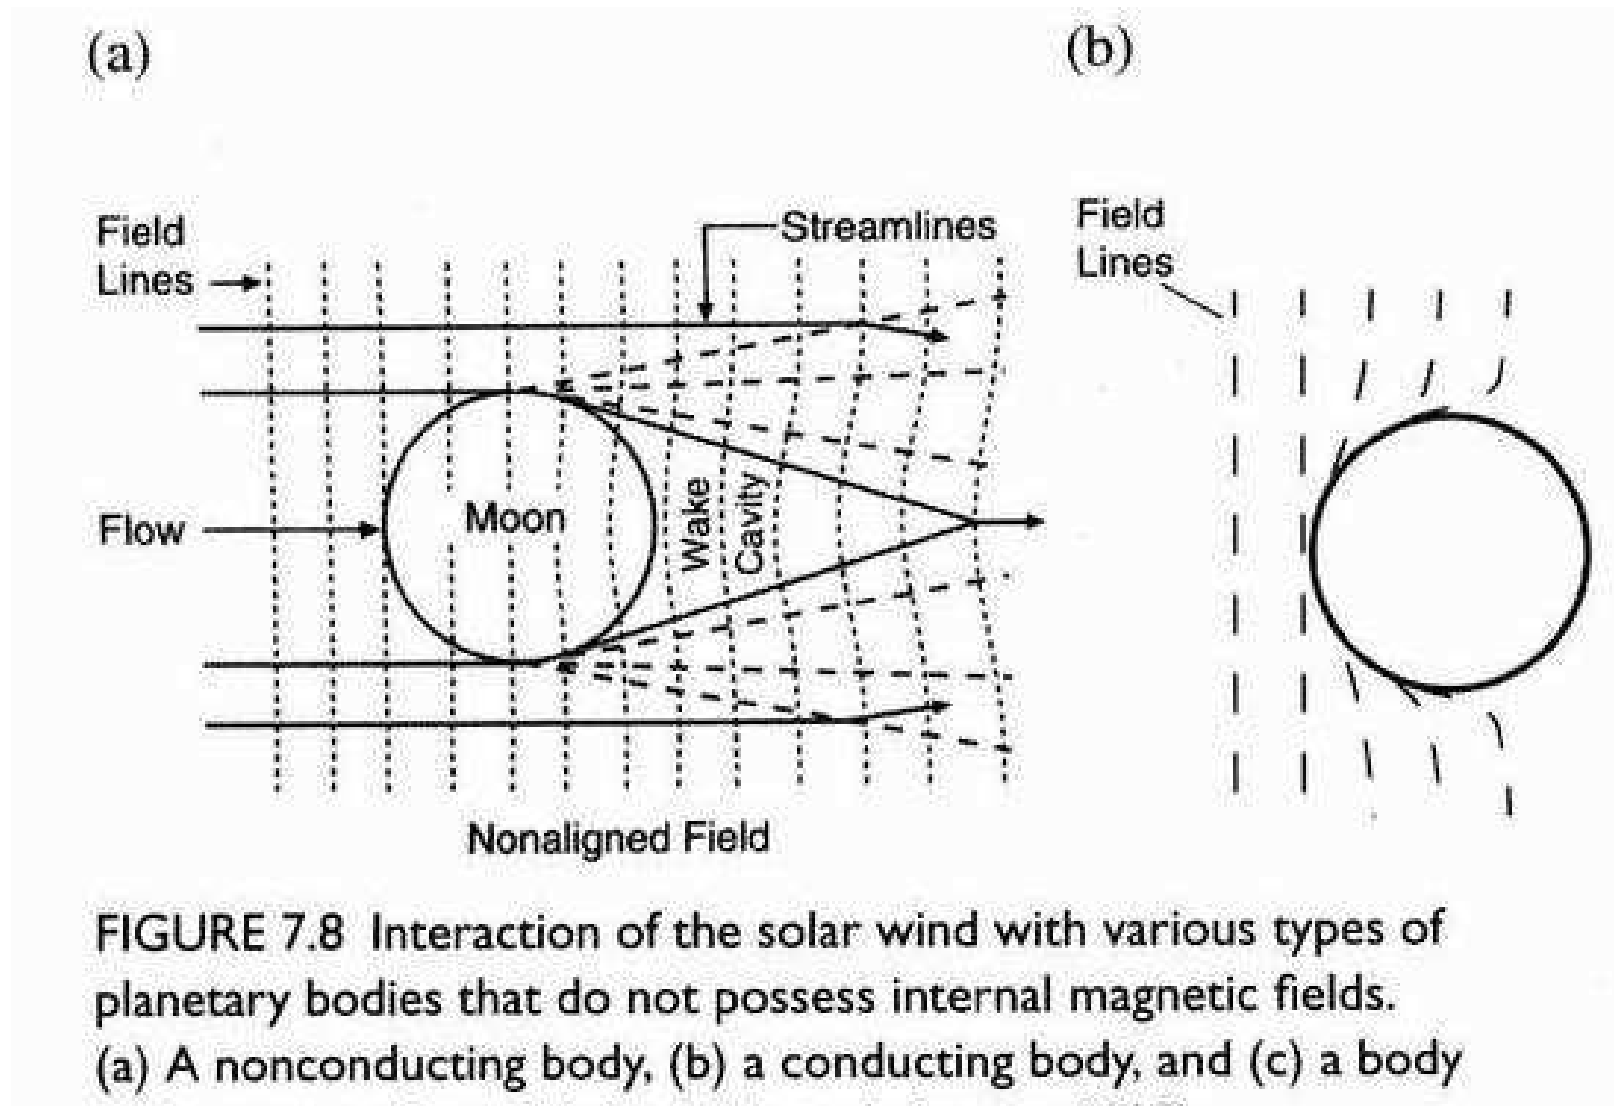 (a)
(b)
Field
Lines
Streamlines
Field
Lines
Flow
Moon
Wake
Cavity
Nonaligned Field
FIGURE 7.8 Interaction of the solar wind with various types of
planetary bodies that do not possess internal magnetic fields.
(a) A nonconducting body, (b) a conducting body, and (c) a body